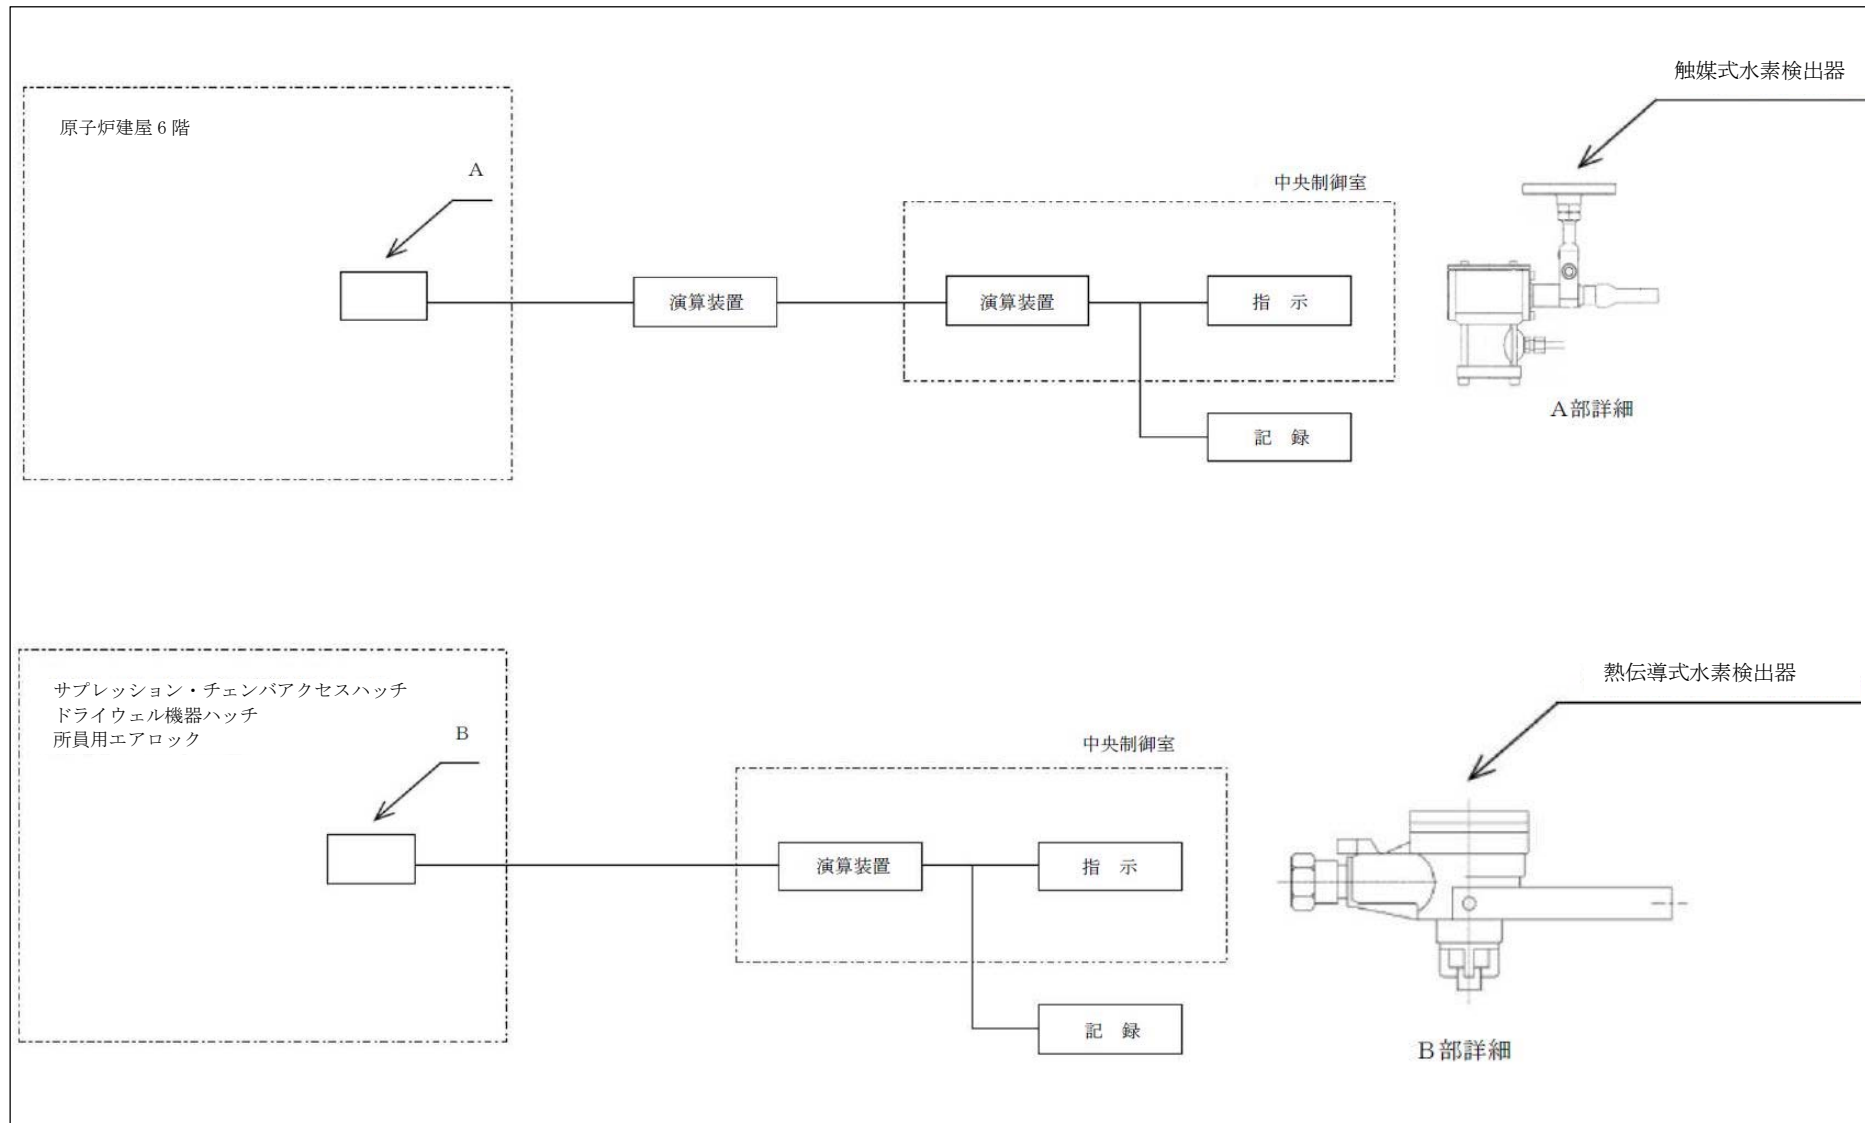 触媒式水素検出器
原子炉建屋 6 階
A
中央制御室
演算装置
演算装置
指 示
記 録
A部詳細
熱伝導式水素検出器
サプレッション・チェンバアクセスハッチ
ドライウェル機器ハッチ
所員用エアロック
B
中央制御室
演算装置
指 示
記 録
B部詳細